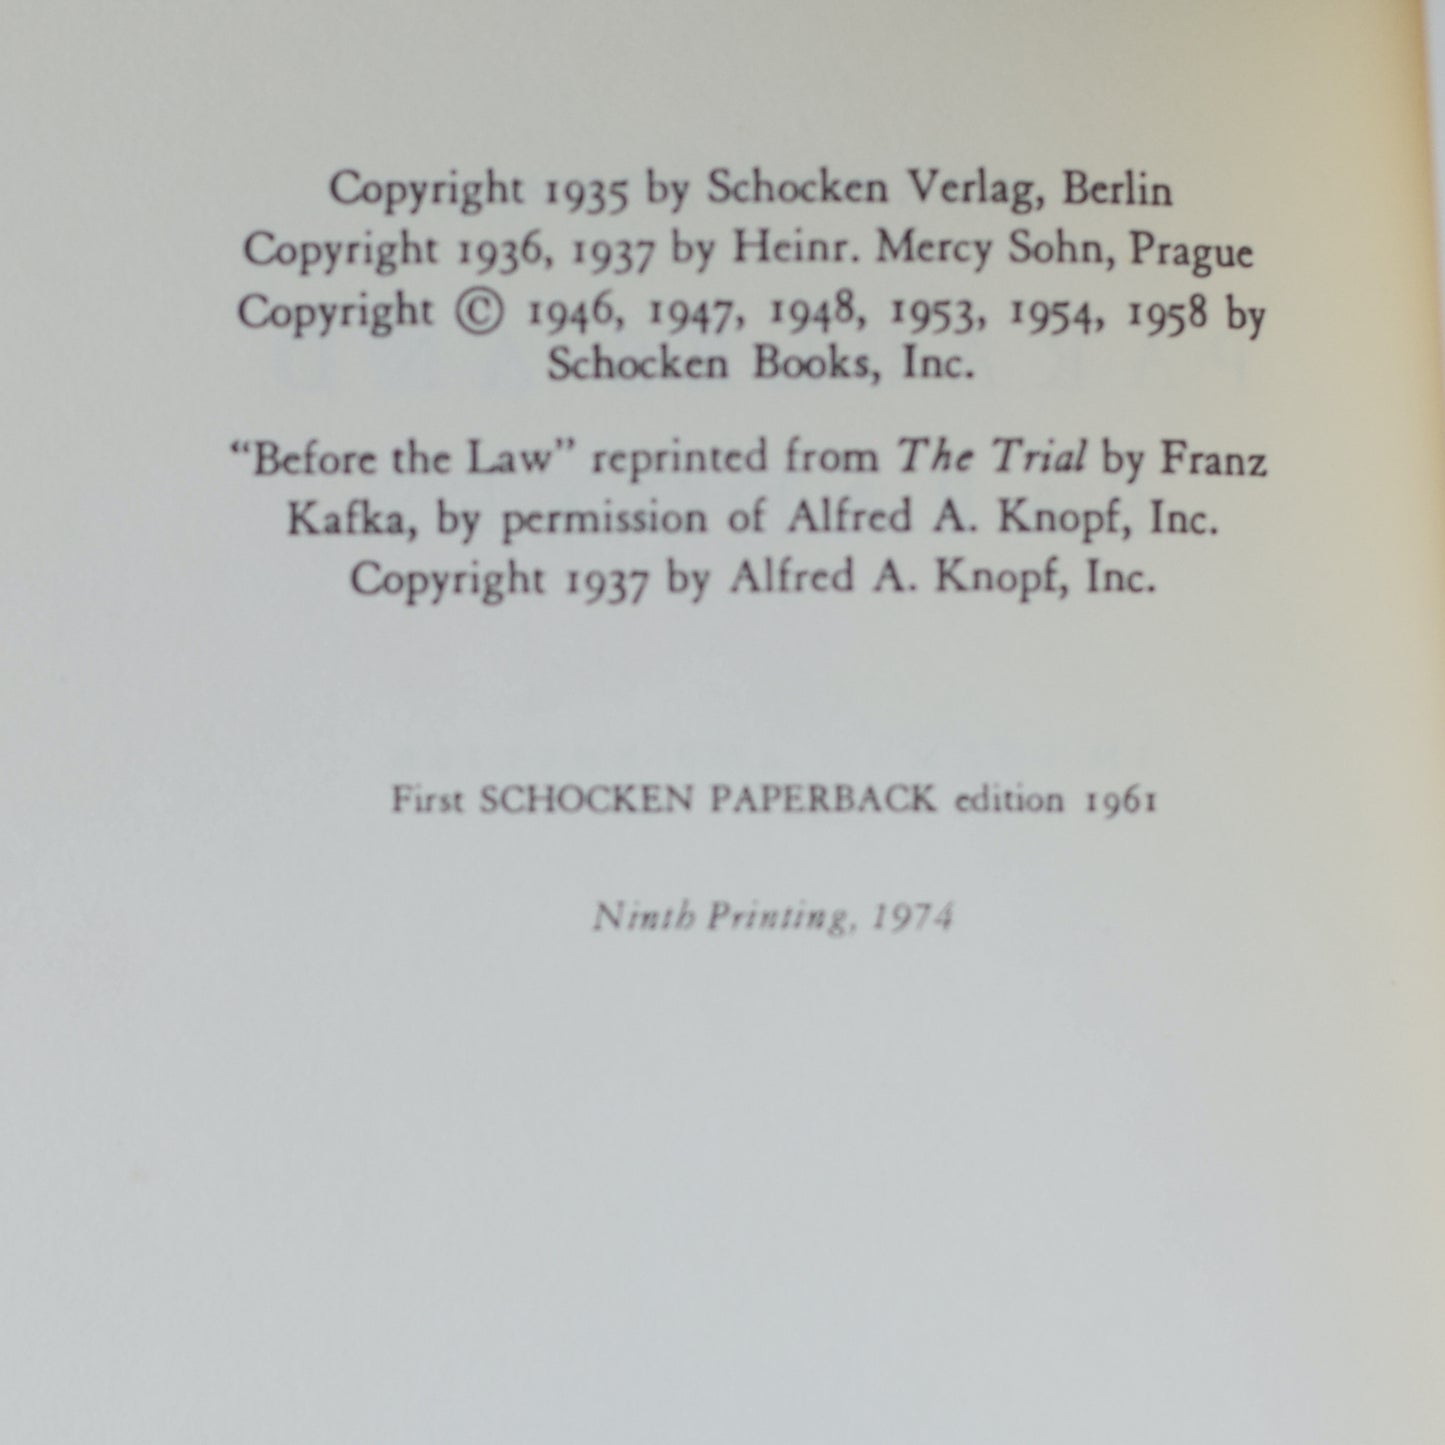 Copyright 1935 by Schocken Verlag, Berlin
Copyright 1936, 1937 by Heinr. Mercy Sohn, Prague
Copyright © 1946, 1947, 1948, 1953, 1954, 1958 by
Schocken Books, Inc.
“Before the Law” reprinted from The Trial by Franz
Kafka, by permission of Alfred A. Knopf, Inc.
Copyright 1937 by Alfred A. Knopf, Inc.
First SCHOCKEN PAPERBACK edition 1961
Ninth Printing, 1974